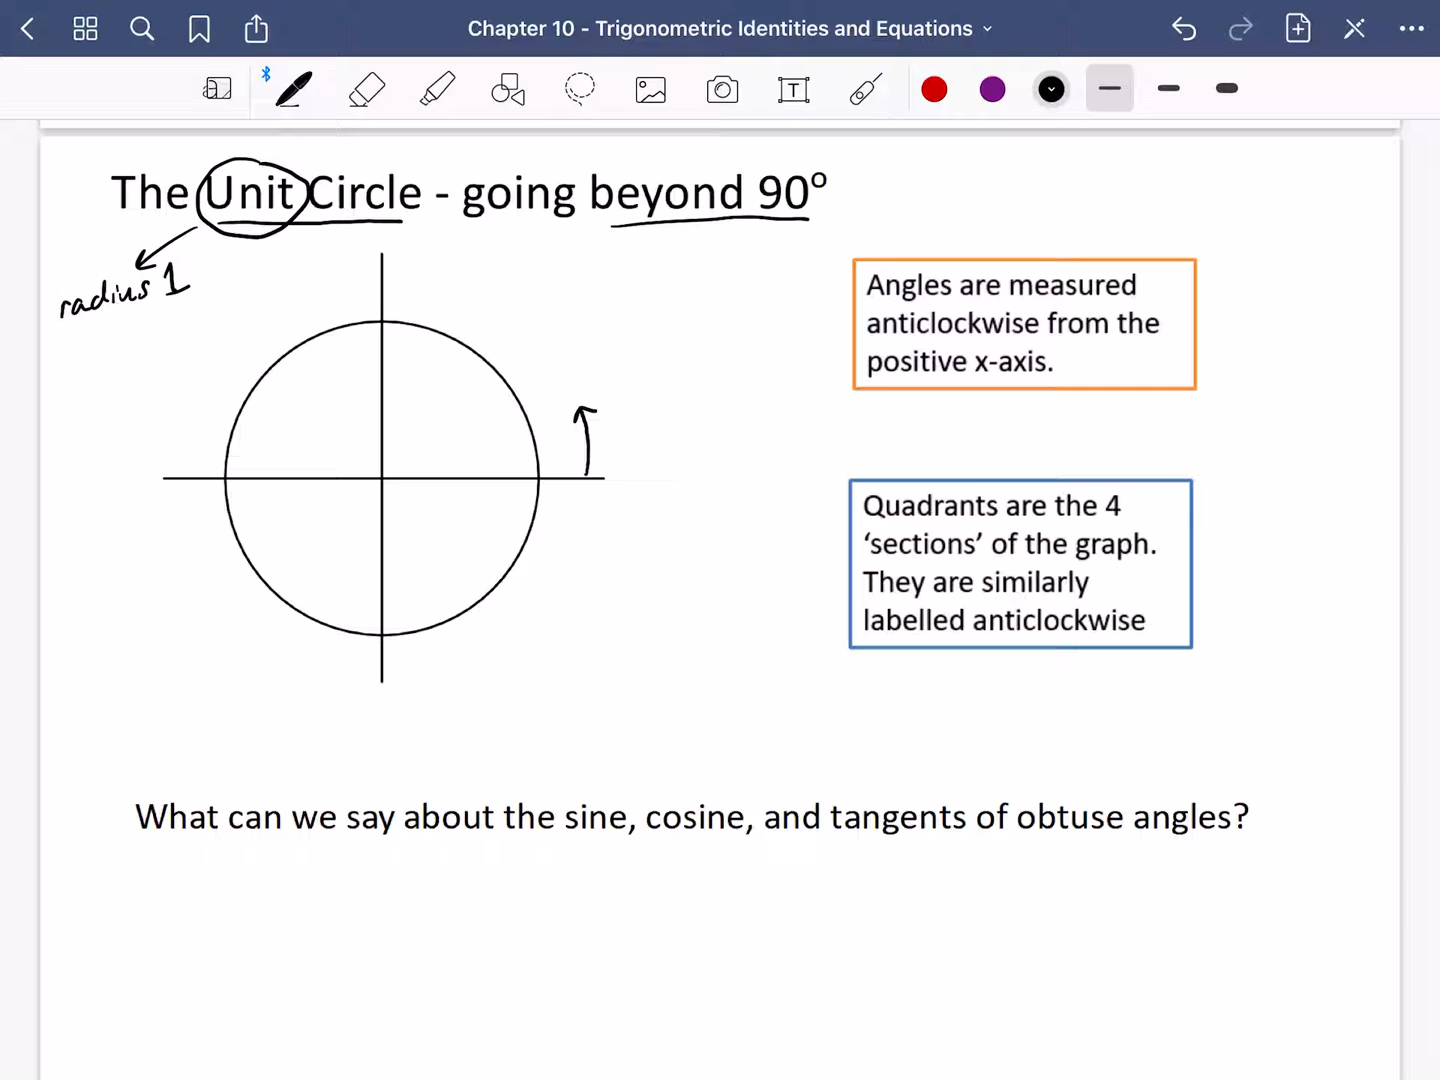 Chapter 10 - Trigonometric Identities and Equations
a
T
The Unit Circle - going beyond 90°
radius 1
Angles are measured
anticlockwise from the
positive x-axis.
Quadrants are the 4
‘sections’ of the graph.
They are similarly
labelled anticlockwise
What can we say about the sine, cosine, and tangents of obtuse angles?